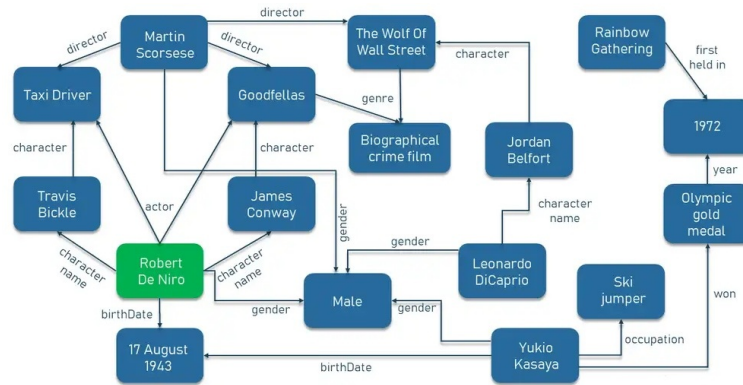 director
Martin
Scorsese
The Wolf Of
Wall Street
Rainbow
Gathering
director
director
character
first
held in
Taxi Driver
Goodfellas
genre
1972
character
character
Biographical
crime film
Jordan
Belfort
year
Travis
Bickle
actor
James
Conway
gender
character
name
Olympic
gold
medal
character
name
Robert
De Niro
character
name
gender
Leonardo
DiCaprio
Ski
jumper
won
birthDate
gender
Male
gender
occupation
17 August
1943
birthDate
Yukio
Kasaya